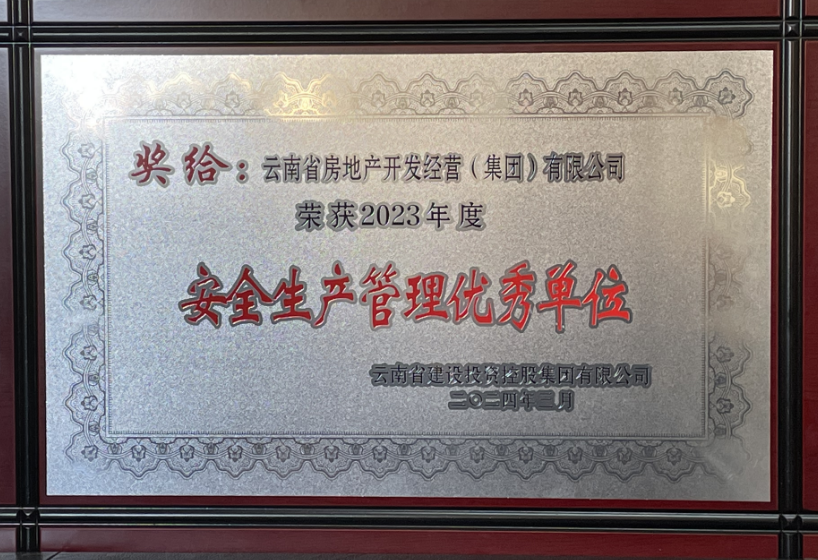 奖给：云南省房地产开发经营（集团）有限公司
荣获2023年度
安全生产管理优秀单位
云南省建设投资控股集团有限公司
二〇二四年三月